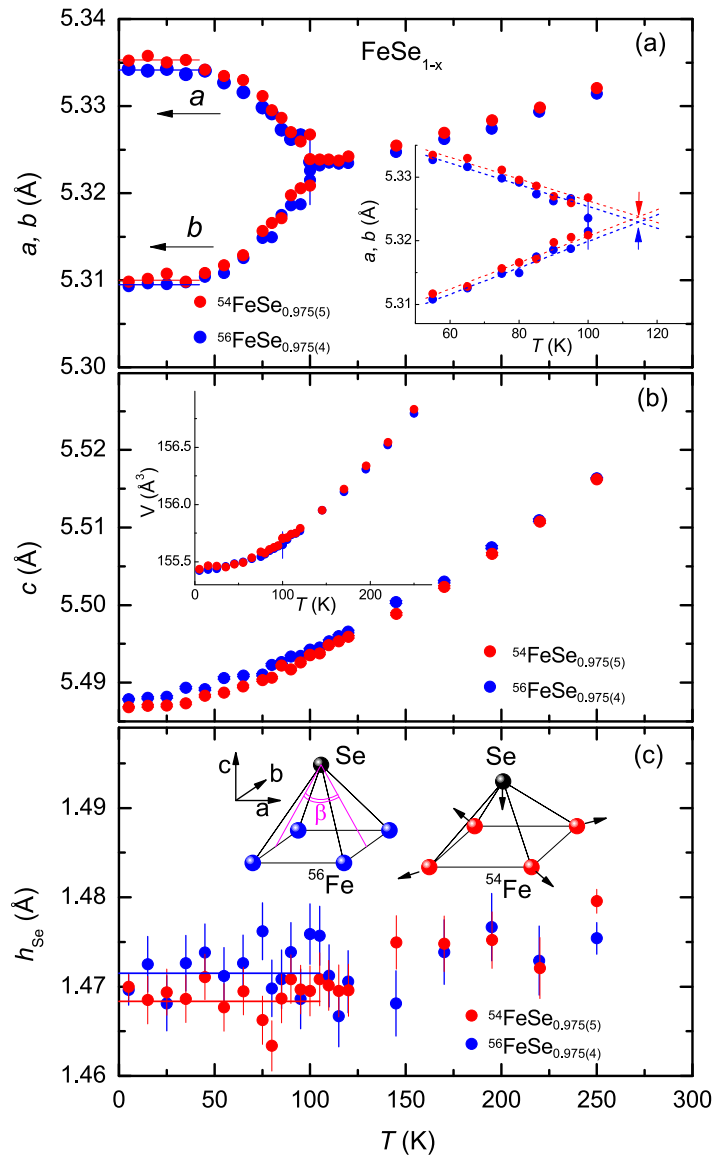 FeSe1-x
(a)
5.34
5.33
5.32
5.31
5.30
a, b (Å)
a
b
54FeSe0.975(5)
56FeSe0.975(4)
a, b (Å)
5.33
5.32
5.31
60 80 100 120
T (K)
(b)
5.52
5.51
5.50
5.49
c (Å)
V (Å3)
156.5
156.0
155.5
0 100 200
T (K)
54FeSe0.975(5)
56FeSe0.975(4)
(c)
1.49
1.48
1.47
1.46
hSe (Å)
c
b
a
Se
β
56Fe
Se
54Fe
54FeSe0.975(5)
56FeSe0.975(4)
0 50 100 150 200 250 300
T (K)